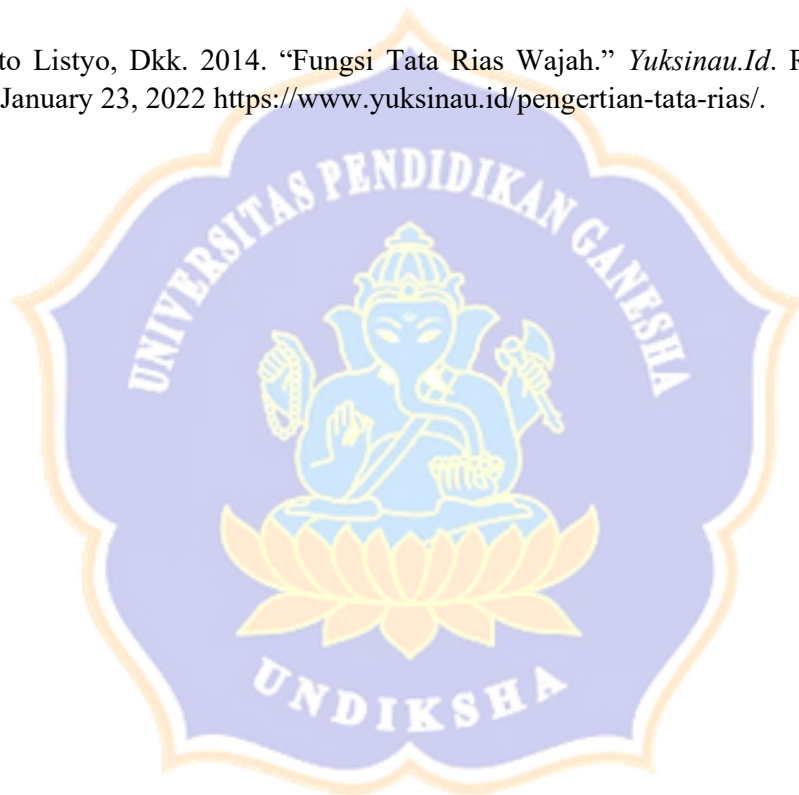 to Listyo, Dkk. 2014. “Fungsi Tata Rias Wajah.” Yuksinau.Id. R
January 23, 2022 https://www.yuksinau.id/pengertian-tata-rias/.
UNIVERSITAS PENDIDIKAN GANESHA
UNDIKSHA